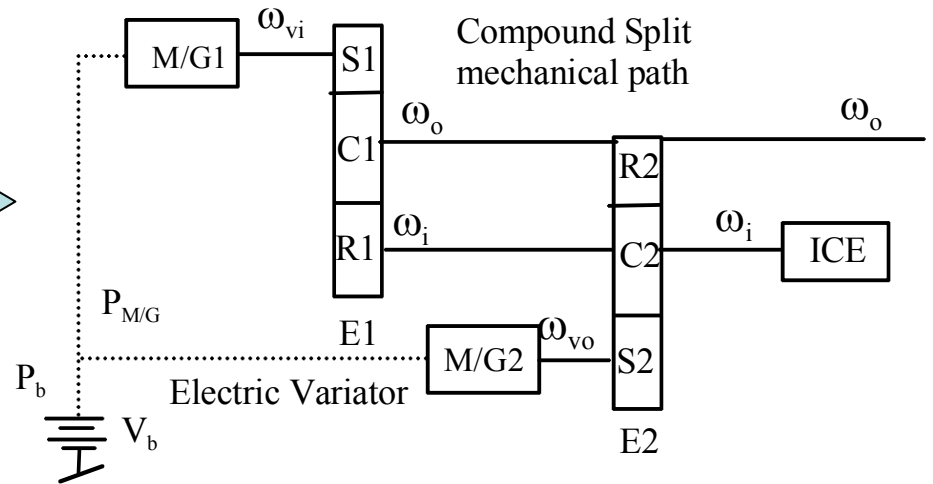 ω_vi
Compound Split
mechanical path
M/G1
S1
ω_o
ω_o
C1
R2
ω_i
ω_i
R1
C2
ICE
P_M/G
E1
ω_vo
M/G2
S2
P_b
Electric Variator
V_b
E2